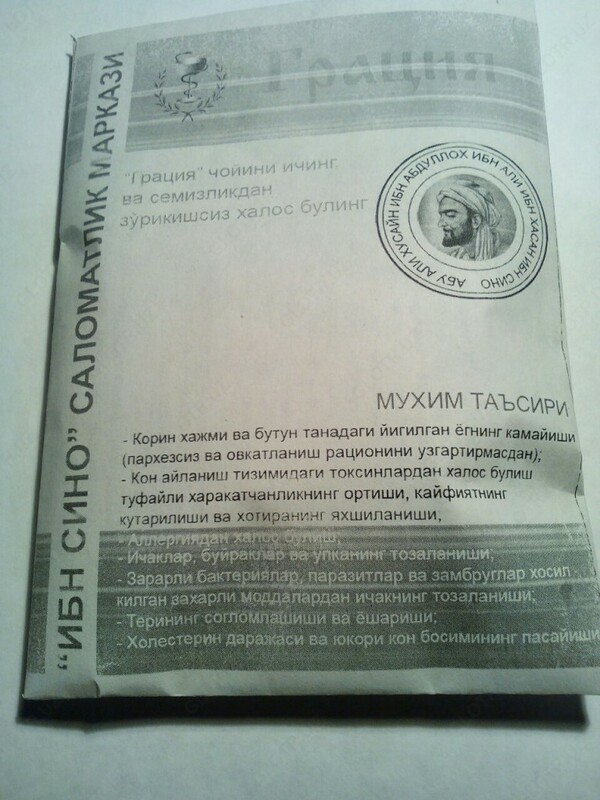 Грация
"Грация" чойини ичинг
ва семизликдан
зўрикишсиз халос булинг
АБУ АЛИ ХУСАЙН ИБН АБДУЛЛОХ ИБН АЛИ ИБН ХАСАН ИБН СИНО
"ИБН СИНО" САЛОМАТЛИК МАРКАЗИ
МУХИМ ТАЪСИРИ
- Корин хажми ва бутун танадаги йигилган ёгнинг камайиши
(пархезсиз ва овкатланиш рационини узгартирмасдан);
- Кон айланиш тизимидаги токсинлардан халос булиш
туфайли харакатчанликнинг ортиши, кайфиятнинг
кутарилиши ва хотиранинг яхшиланиши;
- Аллергиядан халос булиш;
- Ичаклар, буйраклар ва упканинг тозаланиши;
- Зарарли бактериялар, паразитлар ва замбруглар хосил
килган захарли моддалардан ичакнинг тозаланиши;
- Терининг согломлашиши ва ёшариши;
- Холестерин даражаси ва юкори кон босимининг пасайиши